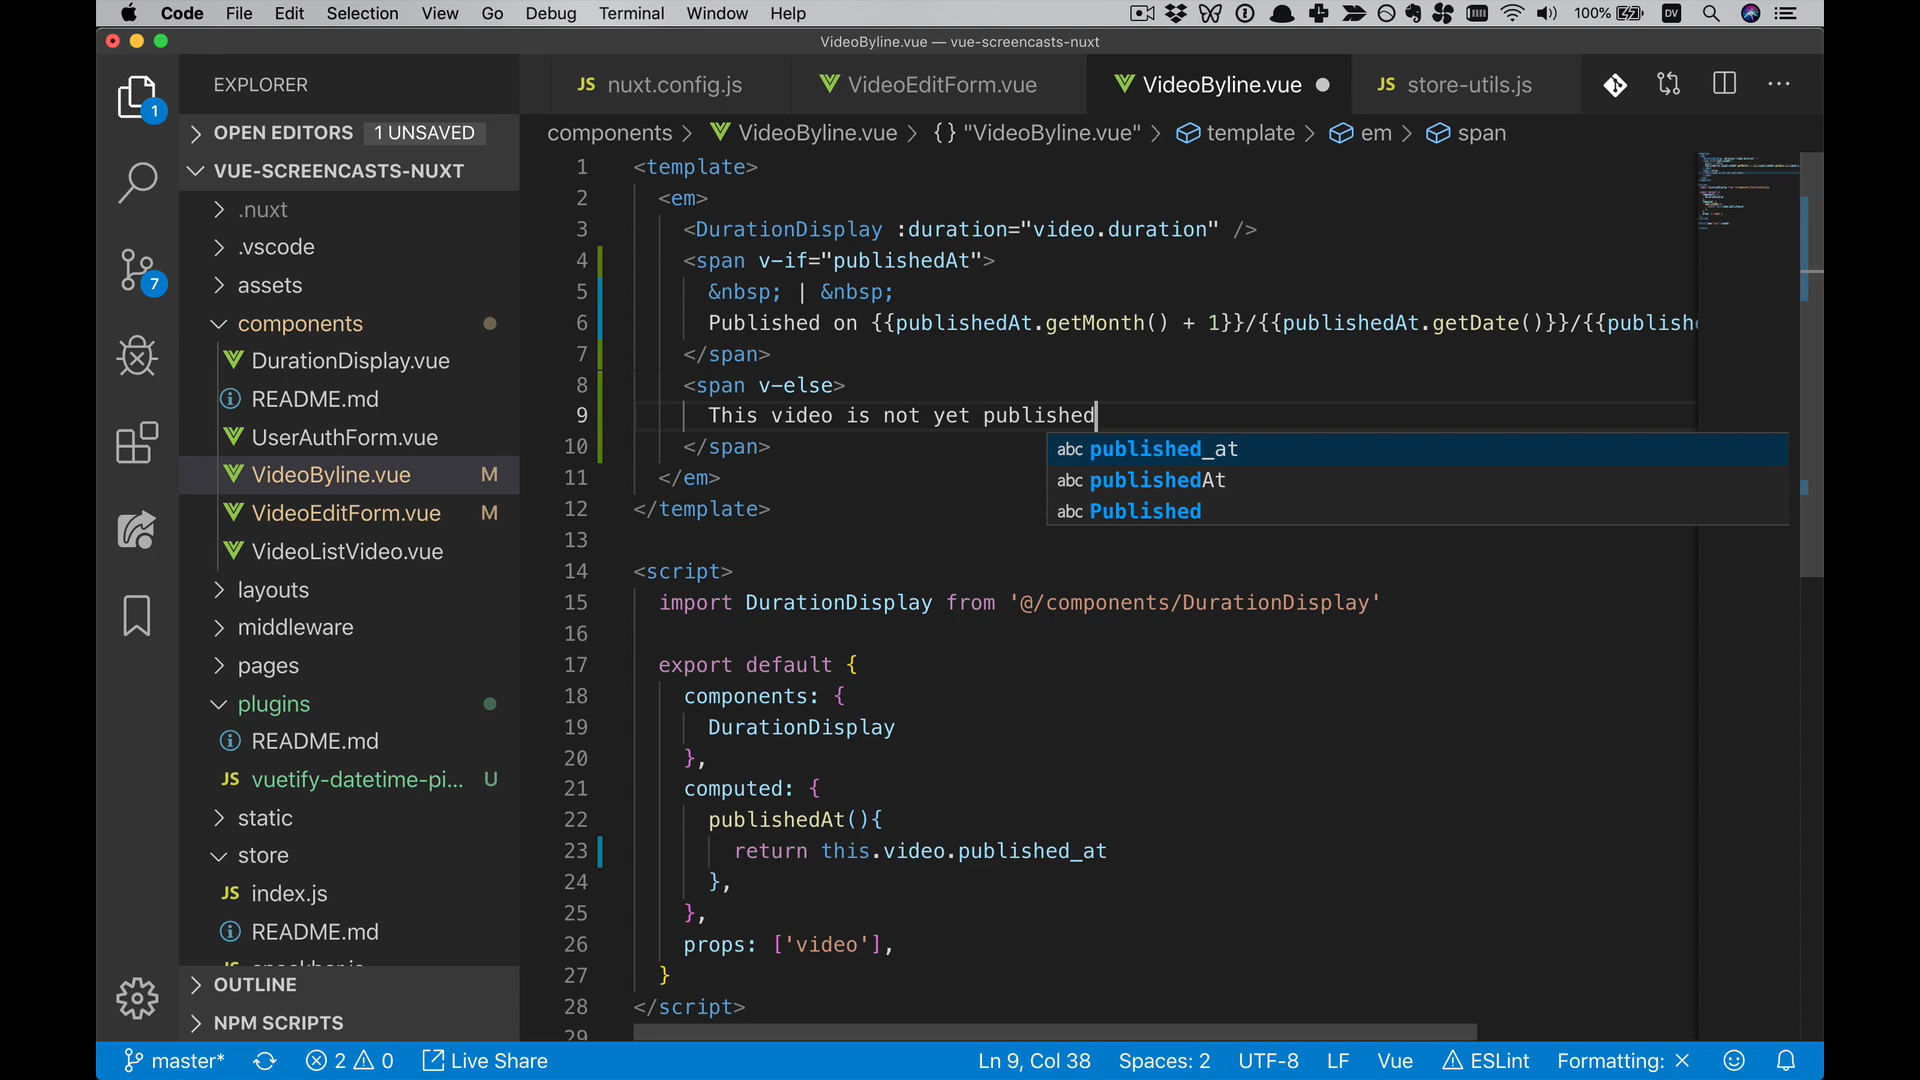 Code File Edit Selection View Go Debug Terminal Window Help 100% DV
VideoByline.vue — vue-screencasts-nuxt
EXPLORER
JS nuxt.config.js VideoEditForm.vue VideoByline.vue JS store-utils.js
1
OPEN EDITORS 1 UNSAVED
components > VideoByline.vue > {} "VideoByline.vue" > template > em > span
VUE-SCREENCASTS-NUXT
.nuxt
.vscode
7
assets
components
DurationDisplay.vue
README.md
UserAuthForm.vue
VideoByline.vue M
VideoEditForm.vue M
VideoListVideo.vue
layouts
middleware
pages
plugins
README.md
JS vuetify-datetime-pi... U
static
store
JS index.js
README.md
OUTLINE
NPM SCRIPTS
1 <template>
2 <em>
3 <DurationDisplay :duration="video.duration" />
4 <span v-if="publishedAt">
5 &nbsp; | &nbsp;
6 Published on {{publishedAt.getMonth() + 1}}/{{publishedAt.getDate()}}/{{publish
7 </span>
8 <span v-else>
9 This video is not yet published
10 </span>
11 </em>
12 </template>
13
14 <script>
15 import DurationDisplay from '@/components/DurationDisplay'
16
17 export default {
18 components: {
19 DurationDisplay
20 },
21 computed: {
22 publishedAt(){
23 return this.video.published_at
24 },
25 },
26 props: ['video'],
27 }
28 </script>
29
abc published_at
abc publishedAt
abc Published
master* 2 0 Live Share Ln 9, Col 38 Spaces: 2 UTF-8 LF Vue ESLint Formatting: ×